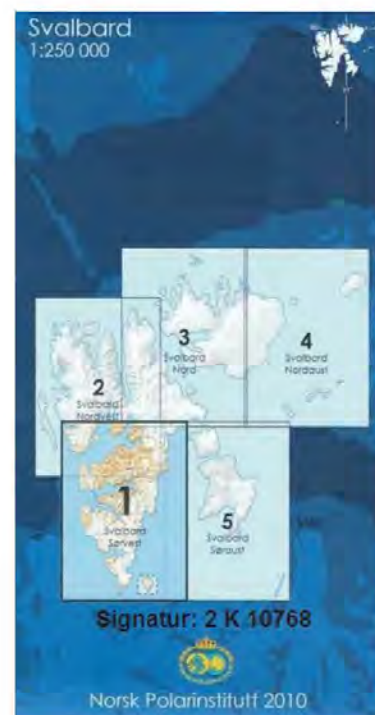 Svalbard
1:250 000
3
Svalbard
Nord
4
Svalbard
Nordaust
2
Svalbard
Nordvest
1
Svalbard
Sørvest
5
Svalbard
Søraust
Signatur: 2 K 10768
Norsk Polarinstitutt 2010